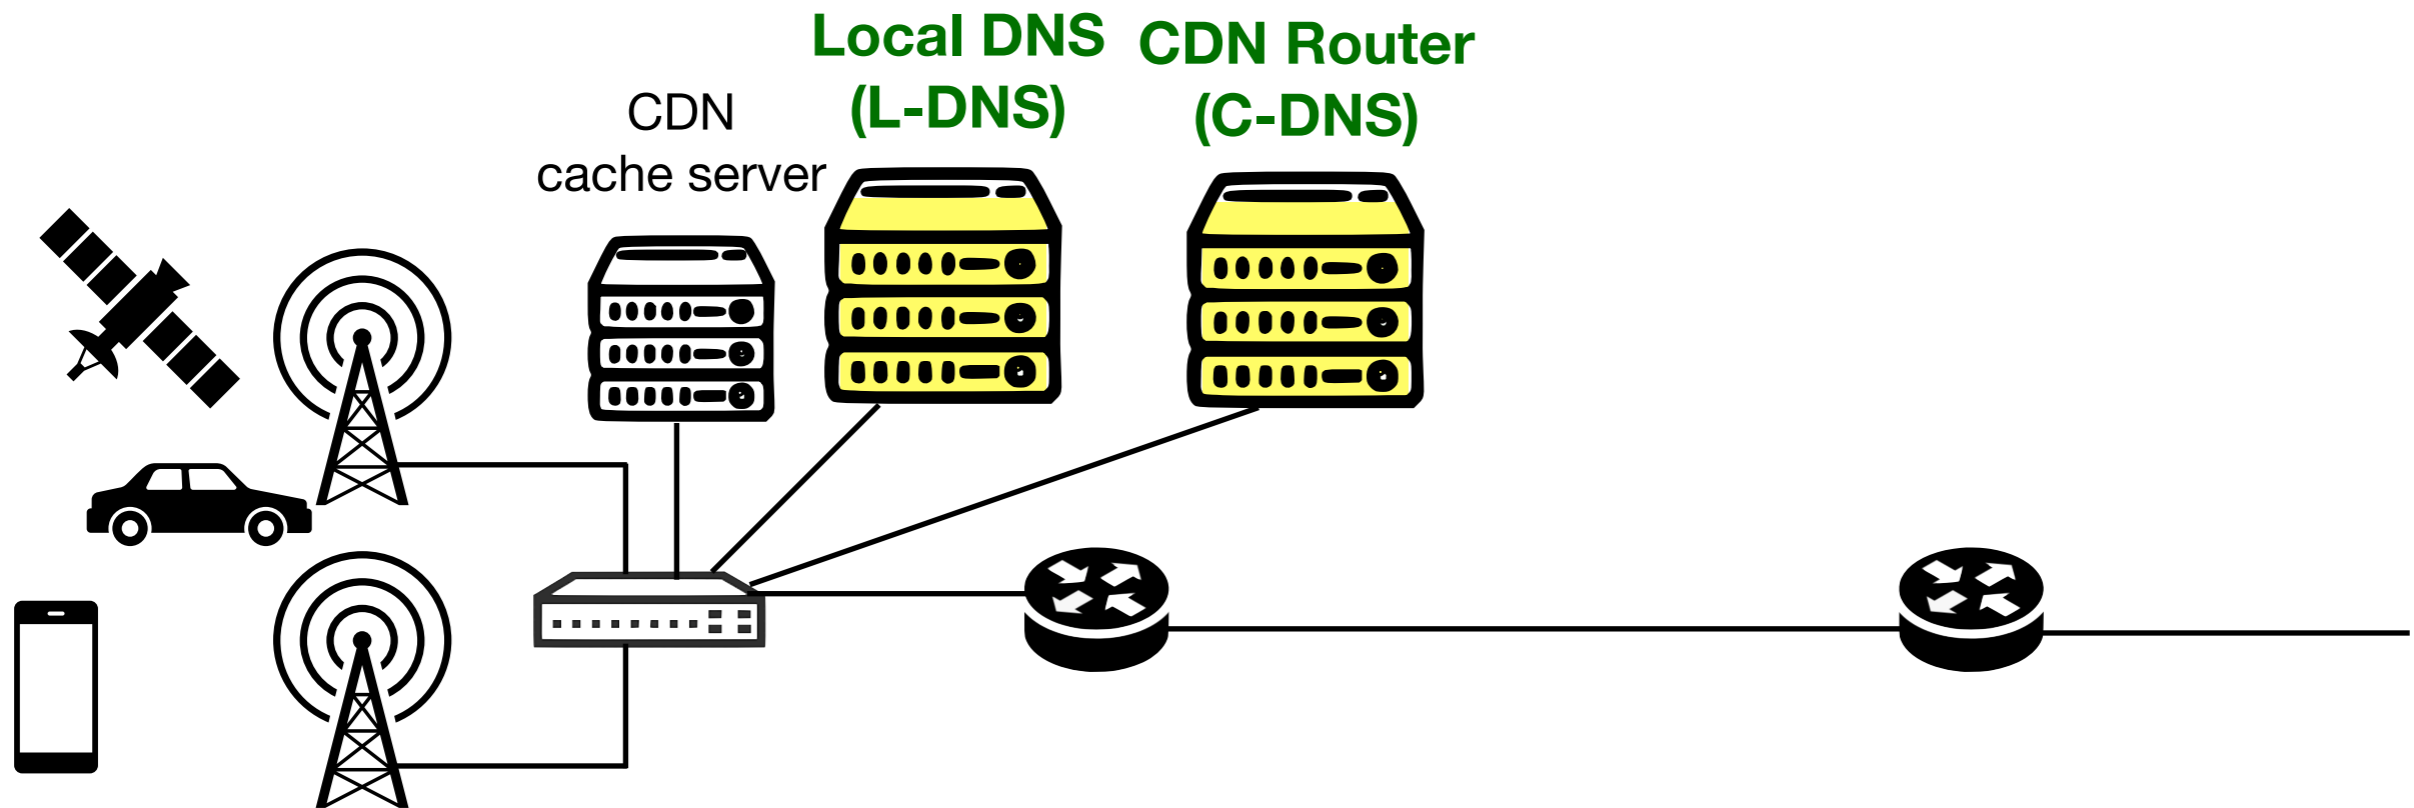 Local DNS
(L-DNS)
CDN Router
(C-DNS)
CDN
cache server